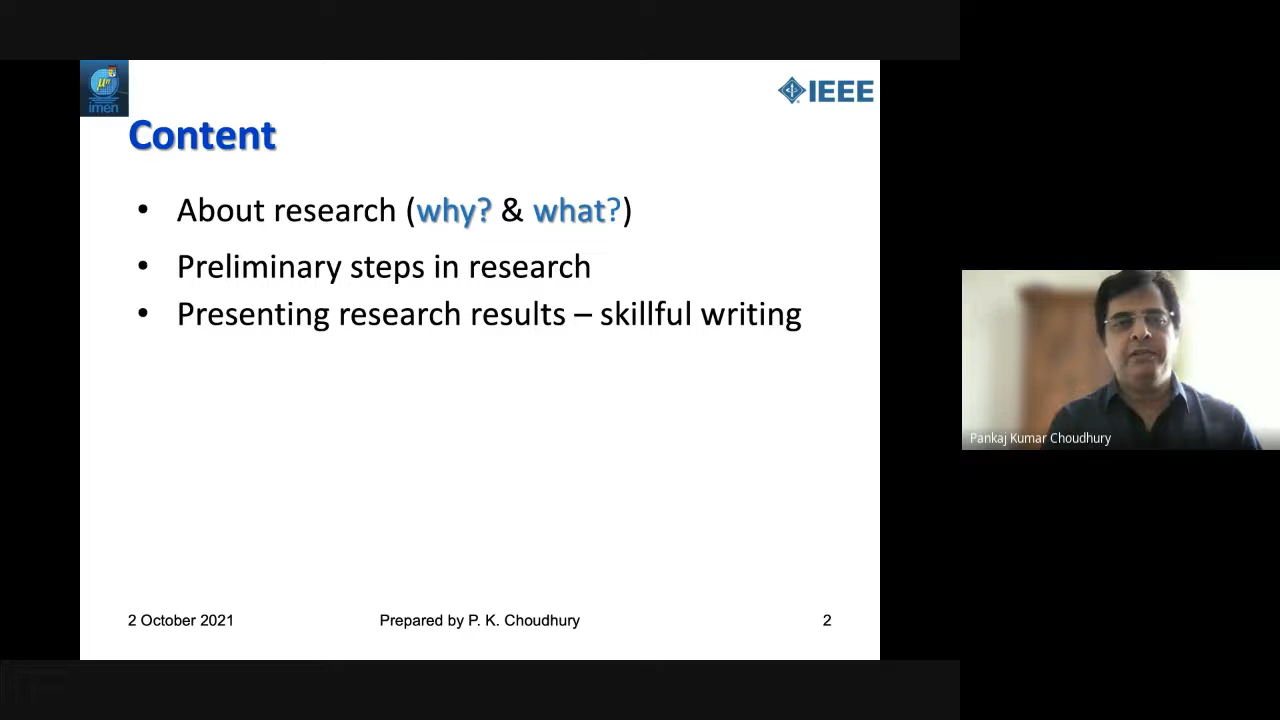 imen
IEEE
Content
• About research (why? & what?)
• Preliminary steps in research
• Presenting research results – skillful writing
Pankaj Kumar Choudhury
2 October 2021
Prepared by P. K. Choudhury
2